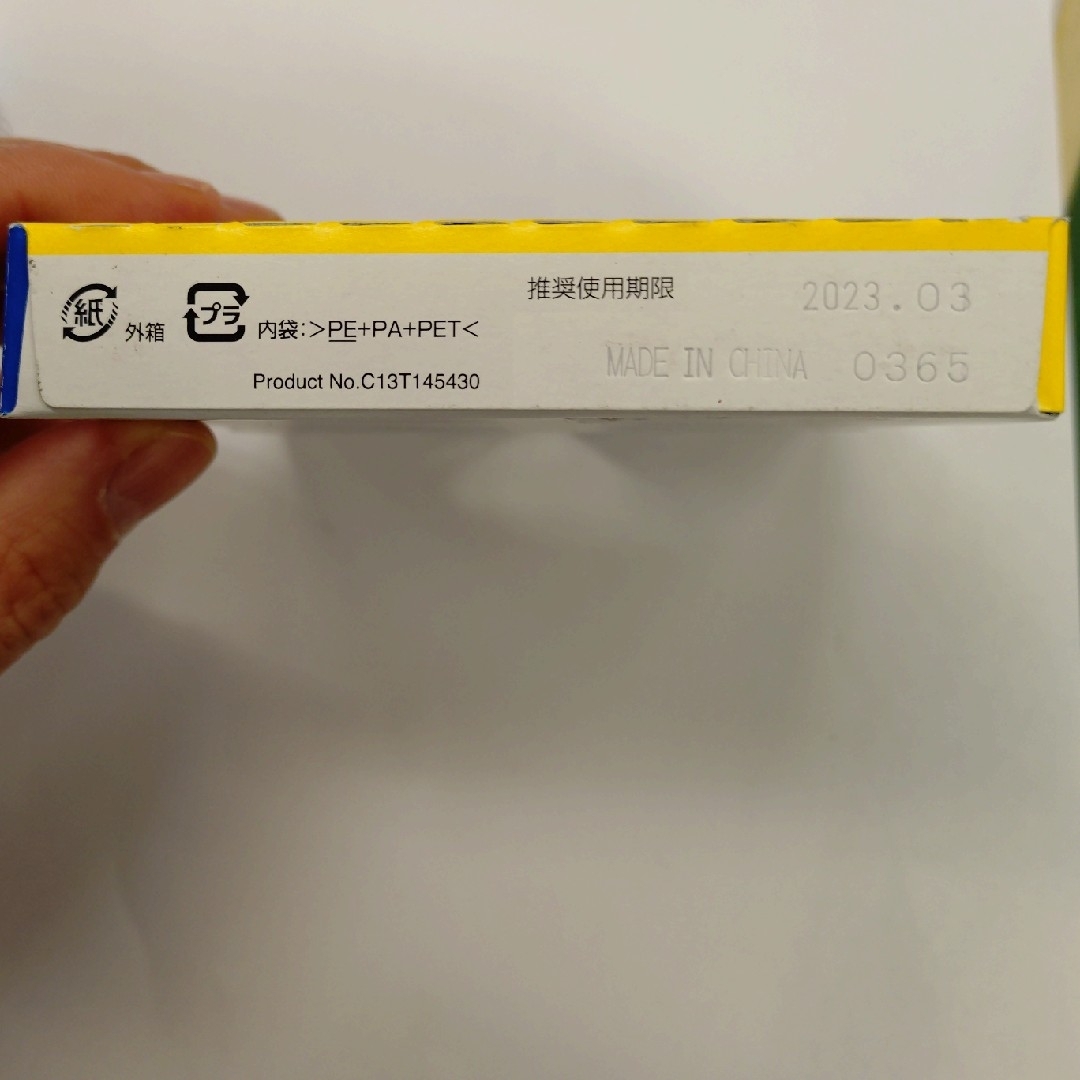 紙 外箱 プラ 内袋:>PE+PA+PET<
Product No.C13T145430
推奨使用期限 2023.03
MADE IN CHINA 0365